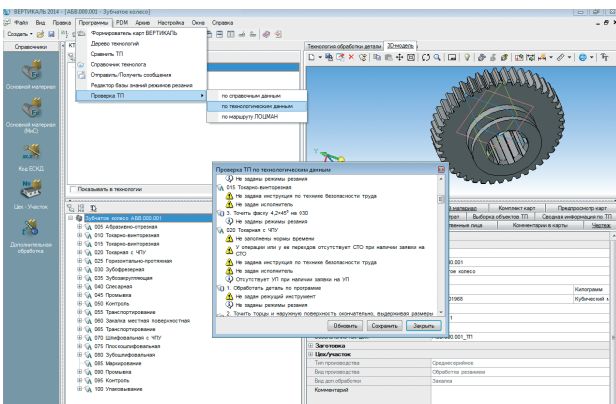 ВЕРТИКАЛЬ 2014 - [АБВ.000.001 - Зубчатое колесо]
Файл Вид Правка Программы PDM Архив Настройка Окна Справка
Создать
Справочники
Основной материал
Основной материал (МиС)
Код ЕСКД
Цех - Участок
Дополнительная обработка
Формирователь карт ВЕРТИКАЛЬ
Дерево технологий
Сравнить ТП
Справочник технолога
Отправить/Получить сообщения
Редактор базы знаний режимов резания
Проверка ТП
по справочным данным
по технологическим данным
по маршруту ЛОЦМАН
Показывать в технологии
Зубчатое колесо АБВ.000.001
005 Абразивно-отрезная
010 Токарно-винторезная
015 Токарно-винторезная
020 Токарная с ЧПУ
025 Горизонтально-протяжная
030 Зубофрезерная
035 Зубозакругляющая
040 Слесарная
045 Промывка
050 Контроль
055 Транспортирование
060 Закалка местная поверхностная
065 Транспортирование
070 Шлифовальная с ЧПУ
075 Плоскошлифовальная
080 Зубошлифовальная
085 Маркирование
090 Промывка
095 Контроль
100 Упаковывание
Технология обработки детали 3D-модель
Проверка ТП по технологическим данным
Не заданы режимы резания
015 Токарно-винторезная
Не задана инструкция по технике безопасности труда
Не задан исполнитель
3. Точить фаску 4,2×45° на ∅30
Не заданы режимы резания
020 Токарная с ЧПУ
Не заполнены нормы времени
У операции или у ее переходов отсутствует СТО при наличии заявки на СТО
Не задана инструкция по технике безопасности труда
Не задан исполнитель
Отсутствует УП при наличии заявки на УП
1. Обработать деталь по программе
Не задан режущий инструмент
Не заданы режимы резания
2. Точить торцы и наружную поверхность окончательно, выдерживая размеры
Обновить Сохранить Закрыть
материал Комплект карт Предпросмотр карт
Выборка объектов ТП Сводная информация по ТП
лица Комментарии в карты Чертеж
Килограмм
Кубический м
Заготовка
Цех/участок
Тип производства Среднесерийное
Вид производства Обработка резанием
Вид доп обработки Закалка
Комментарий